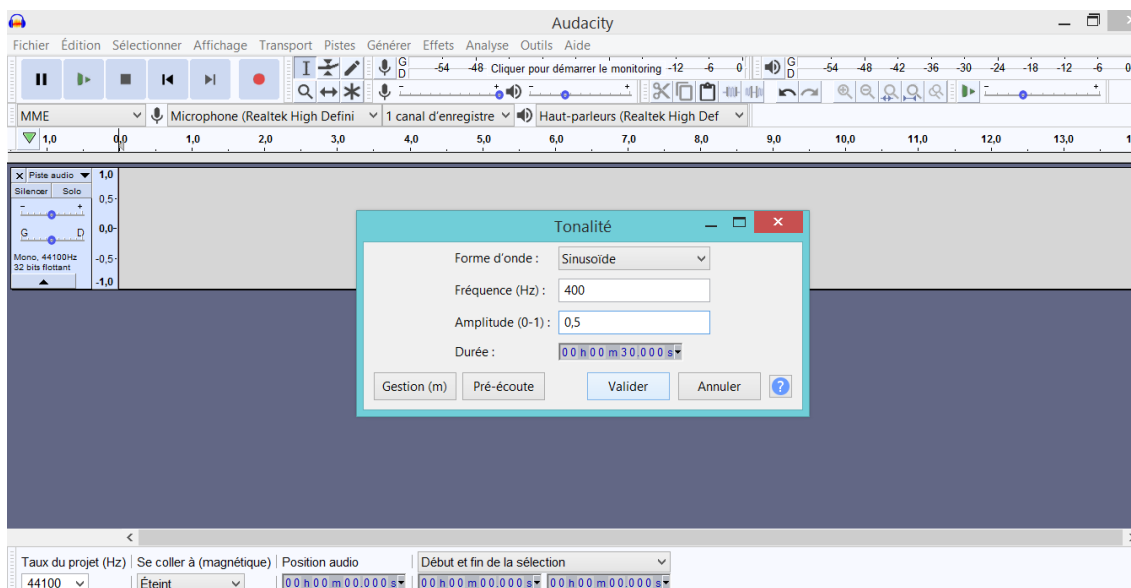 Audacity
Fichier Édition Sélectionner Affichage Transport Pistes Générer Effets Analyse Outils Aide
G D -54 -48 Cliquer pour démarrer le monitoring -12 -6 0 G D -54 -48 -42 -36 -30 -24 -18 -12 -6 0
MME Microphone (Realtek High Defini 1 canal d'enregistre Haut-parleurs (Realtek High Def
1,0 0,0 1,0 2,0 3,0 4,0 5,0 6,0 7,0 8,0 9,0 10,0 11,0 12,0 13,0 1
X Piste audio 1,0
Silencer Solo 0,5
- +
G D 0,0
Mono, 44100Hz -0,5
32 bits flottant
-1,0
Tonalité
Forme d'onde : Sinusoïde
Fréquence (Hz) : 400
Amplitude (0-1) : 0,5
Durée : 00 h 00 m 30.000 s
Gestion (m) Pré-écoute Valider Annuler ?
Taux du projet (Hz) Se coller à (magnétique) Position audio Début et fin de la sélection
44100 Éteint 00 h 00 m 00.000 s 00 h 00 m 00.000 s 00 h 00 m 00.000 s